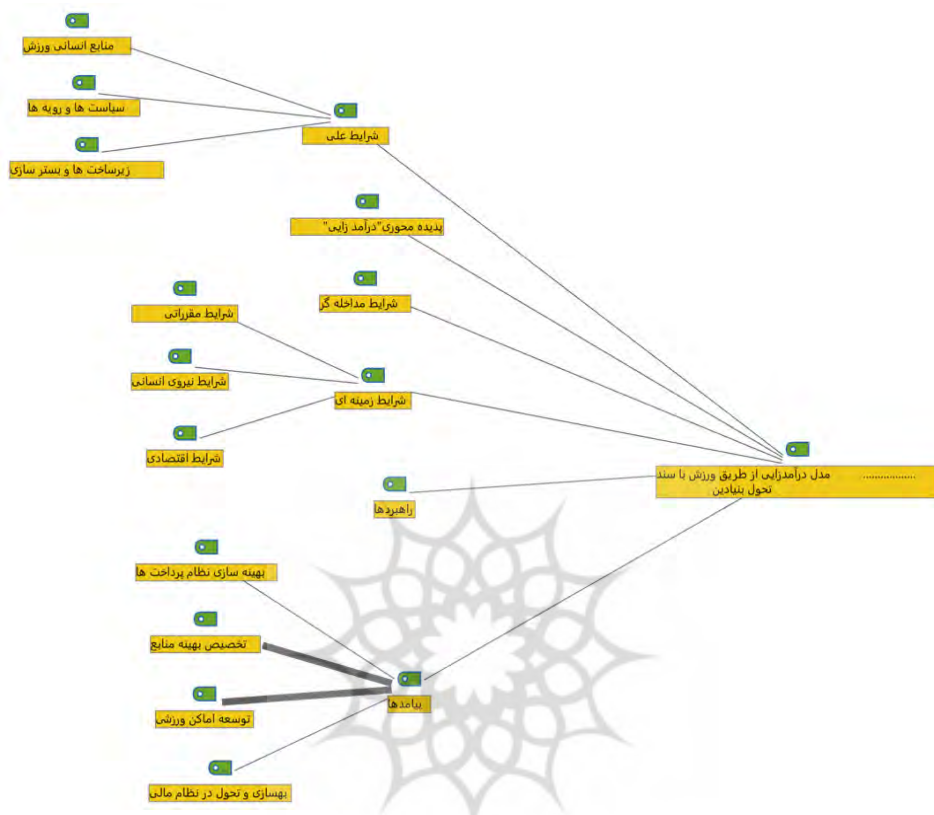 منابع انسانی ورزش
سیاست ها و رویه ها
زیرساخت ها و بستر سازی
شرایط علی
پدیده محوری"درآمد زایی"
شرایط مداخله گر
شرایط مقرراتی
شرایط نیروی انسانی
شرایط زمینه ای
شرایط اقتصادی
مدل درآمدزایی از طریق ورزش با سند ..................
تحول بنیادین
راهبردها
بهینه سازی نظام پرداخت ها
تخصیص بهینه منابع
پیامدها
توسعه اماکن ورزشی
بهسازی و تحول در نظام مالی